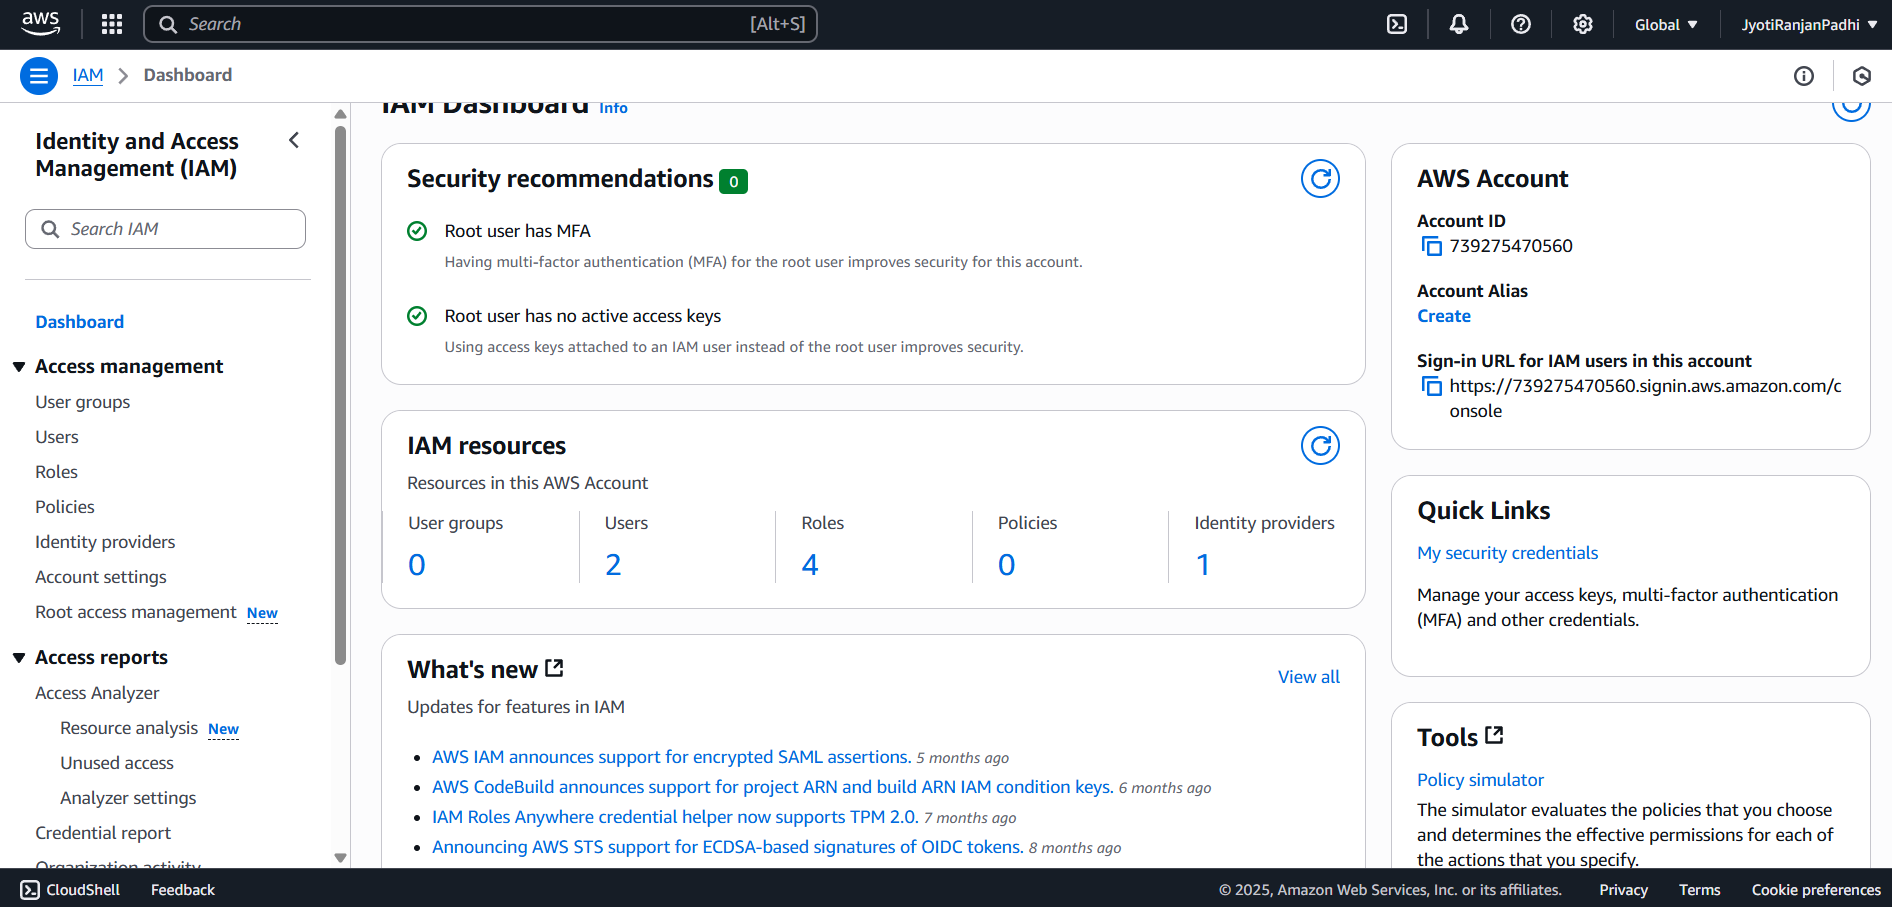 aws
Search
[Alt+S]
Global
JyotiRanjanPadhi
IAM
Dashboard
Identity and Access
Management (IAM)
Search IAM
Dashboard
Access management
User groups
Users
Roles
Policies
Identity providers
Account settings
Root access management New
Access reports
Access Analyzer
Resource analysis New
Unused access
Analyzer settings
Credential report
Organization activity
IAM Dashboard Info
Security recommendations 0
Root user has MFA
Having multi-factor authentication (MFA) for the root user improves security for this account.
Root user has no active access keys
Using access keys attached to an IAM user instead of the root user improves security.
IAM resources
Resources in this AWS Account
User groups
0
Users
2
Roles
4
Policies
0
Identity providers
1
What's new
View all
Updates for features in IAM
AWS IAM announces support for encrypted SAML assertions. 5 months ago
AWS CodeBuild announces support for project ARN and build ARN IAM condition keys. 6 months ago
IAM Roles Anywhere credential helper now supports TPM 2.0. 7 months ago
Announcing AWS STS support for ECDSA-based signatures of OIDC tokens. 8 months ago
AWS Account
Account ID
739275470560
Account Alias
Create
Sign-in URL for IAM users in this account
https://739275470560.signin.aws.amazon.com/c
onsole
Quick Links
My security credentials
Manage your access keys, multi-factor authentication
(MFA) and other credentials.
Tools
Policy simulator
The simulator evaluates the policies that you choose
and determines the effective permissions for each of
the actions that you specify.
CloudShell
Feedback
© 2025, Amazon Web Services, Inc. or its affiliates.
Privacy
Terms
Cookie preferences